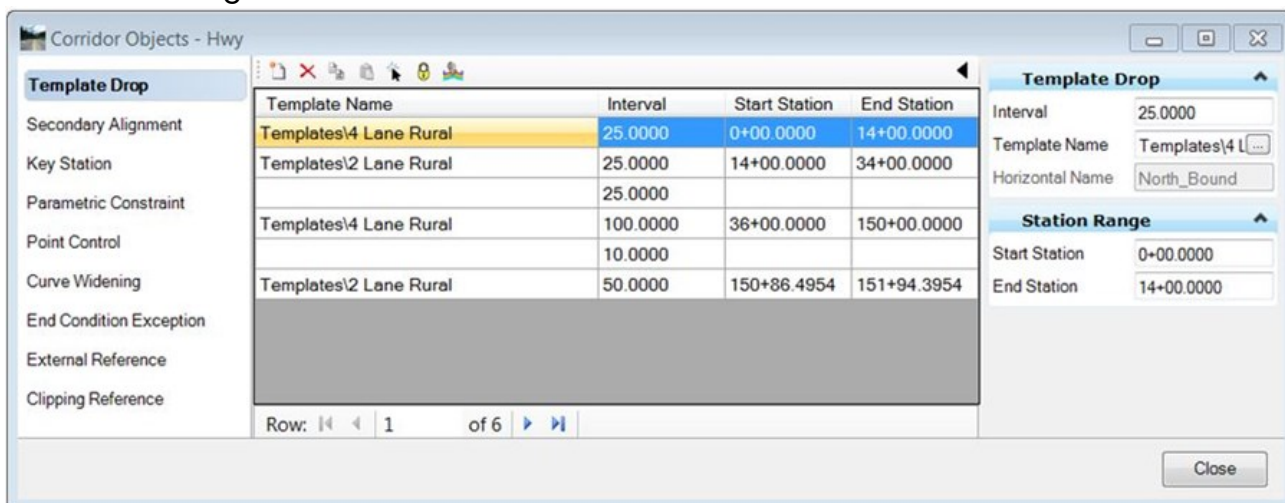 Corridor Objects - Hwy
Template Drop
Secondary Alignment
Key Station
Parametric Constraint
Point Control
Curve Widening
End Condition Exception
External Reference
Clipping Reference
Template Name Interval Start Station End Station
Templates\4 Lane Rural 25.0000 0+00.0000 14+00.0000
Templates\2 Lane Rural 25.0000 14+00.0000 34+00.0000
25.0000
Templates\4 Lane Rural 100.0000 36+00.0000 150+00.0000
10.0000
Templates\2 Lane Rural 50.0000 150+86.4954 151+94.3954
Row: 1 of 6
Template Drop
Interval 25.0000
Template Name Templates\4 L ...
Horizontal Name North_Bound
Station Range
Start Station 0+00.0000
End Station 14+00.0000
Close